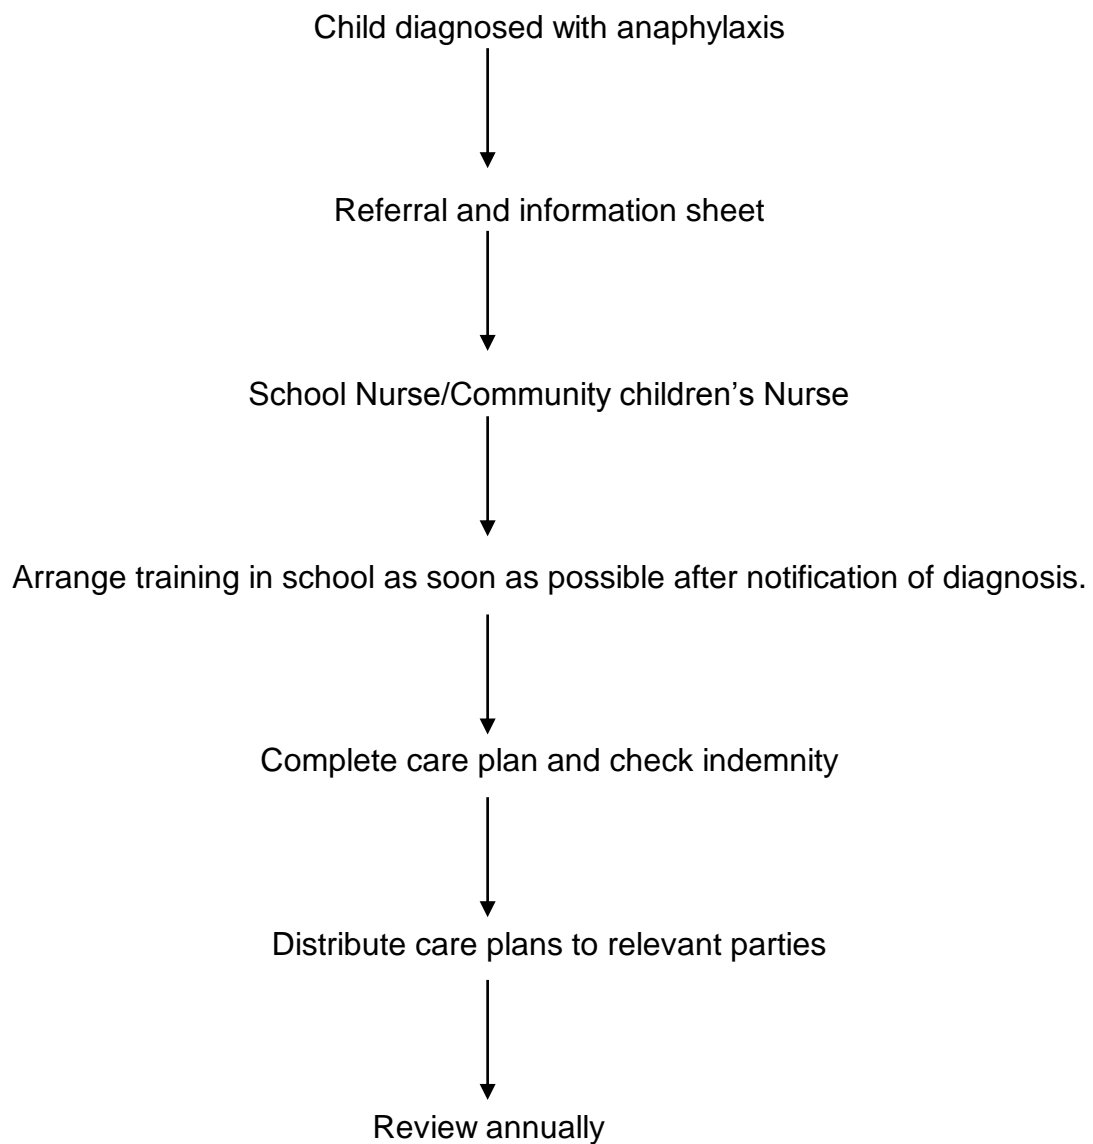 Child diagnosed with anaphylaxis
Referral and information sheet
School Nurse/Community children’s Nurse
Arrange training in school as soon as possible after notification of diagnosis.
Complete care plan and check indemnity
Distribute care plans to relevant parties
Review annually